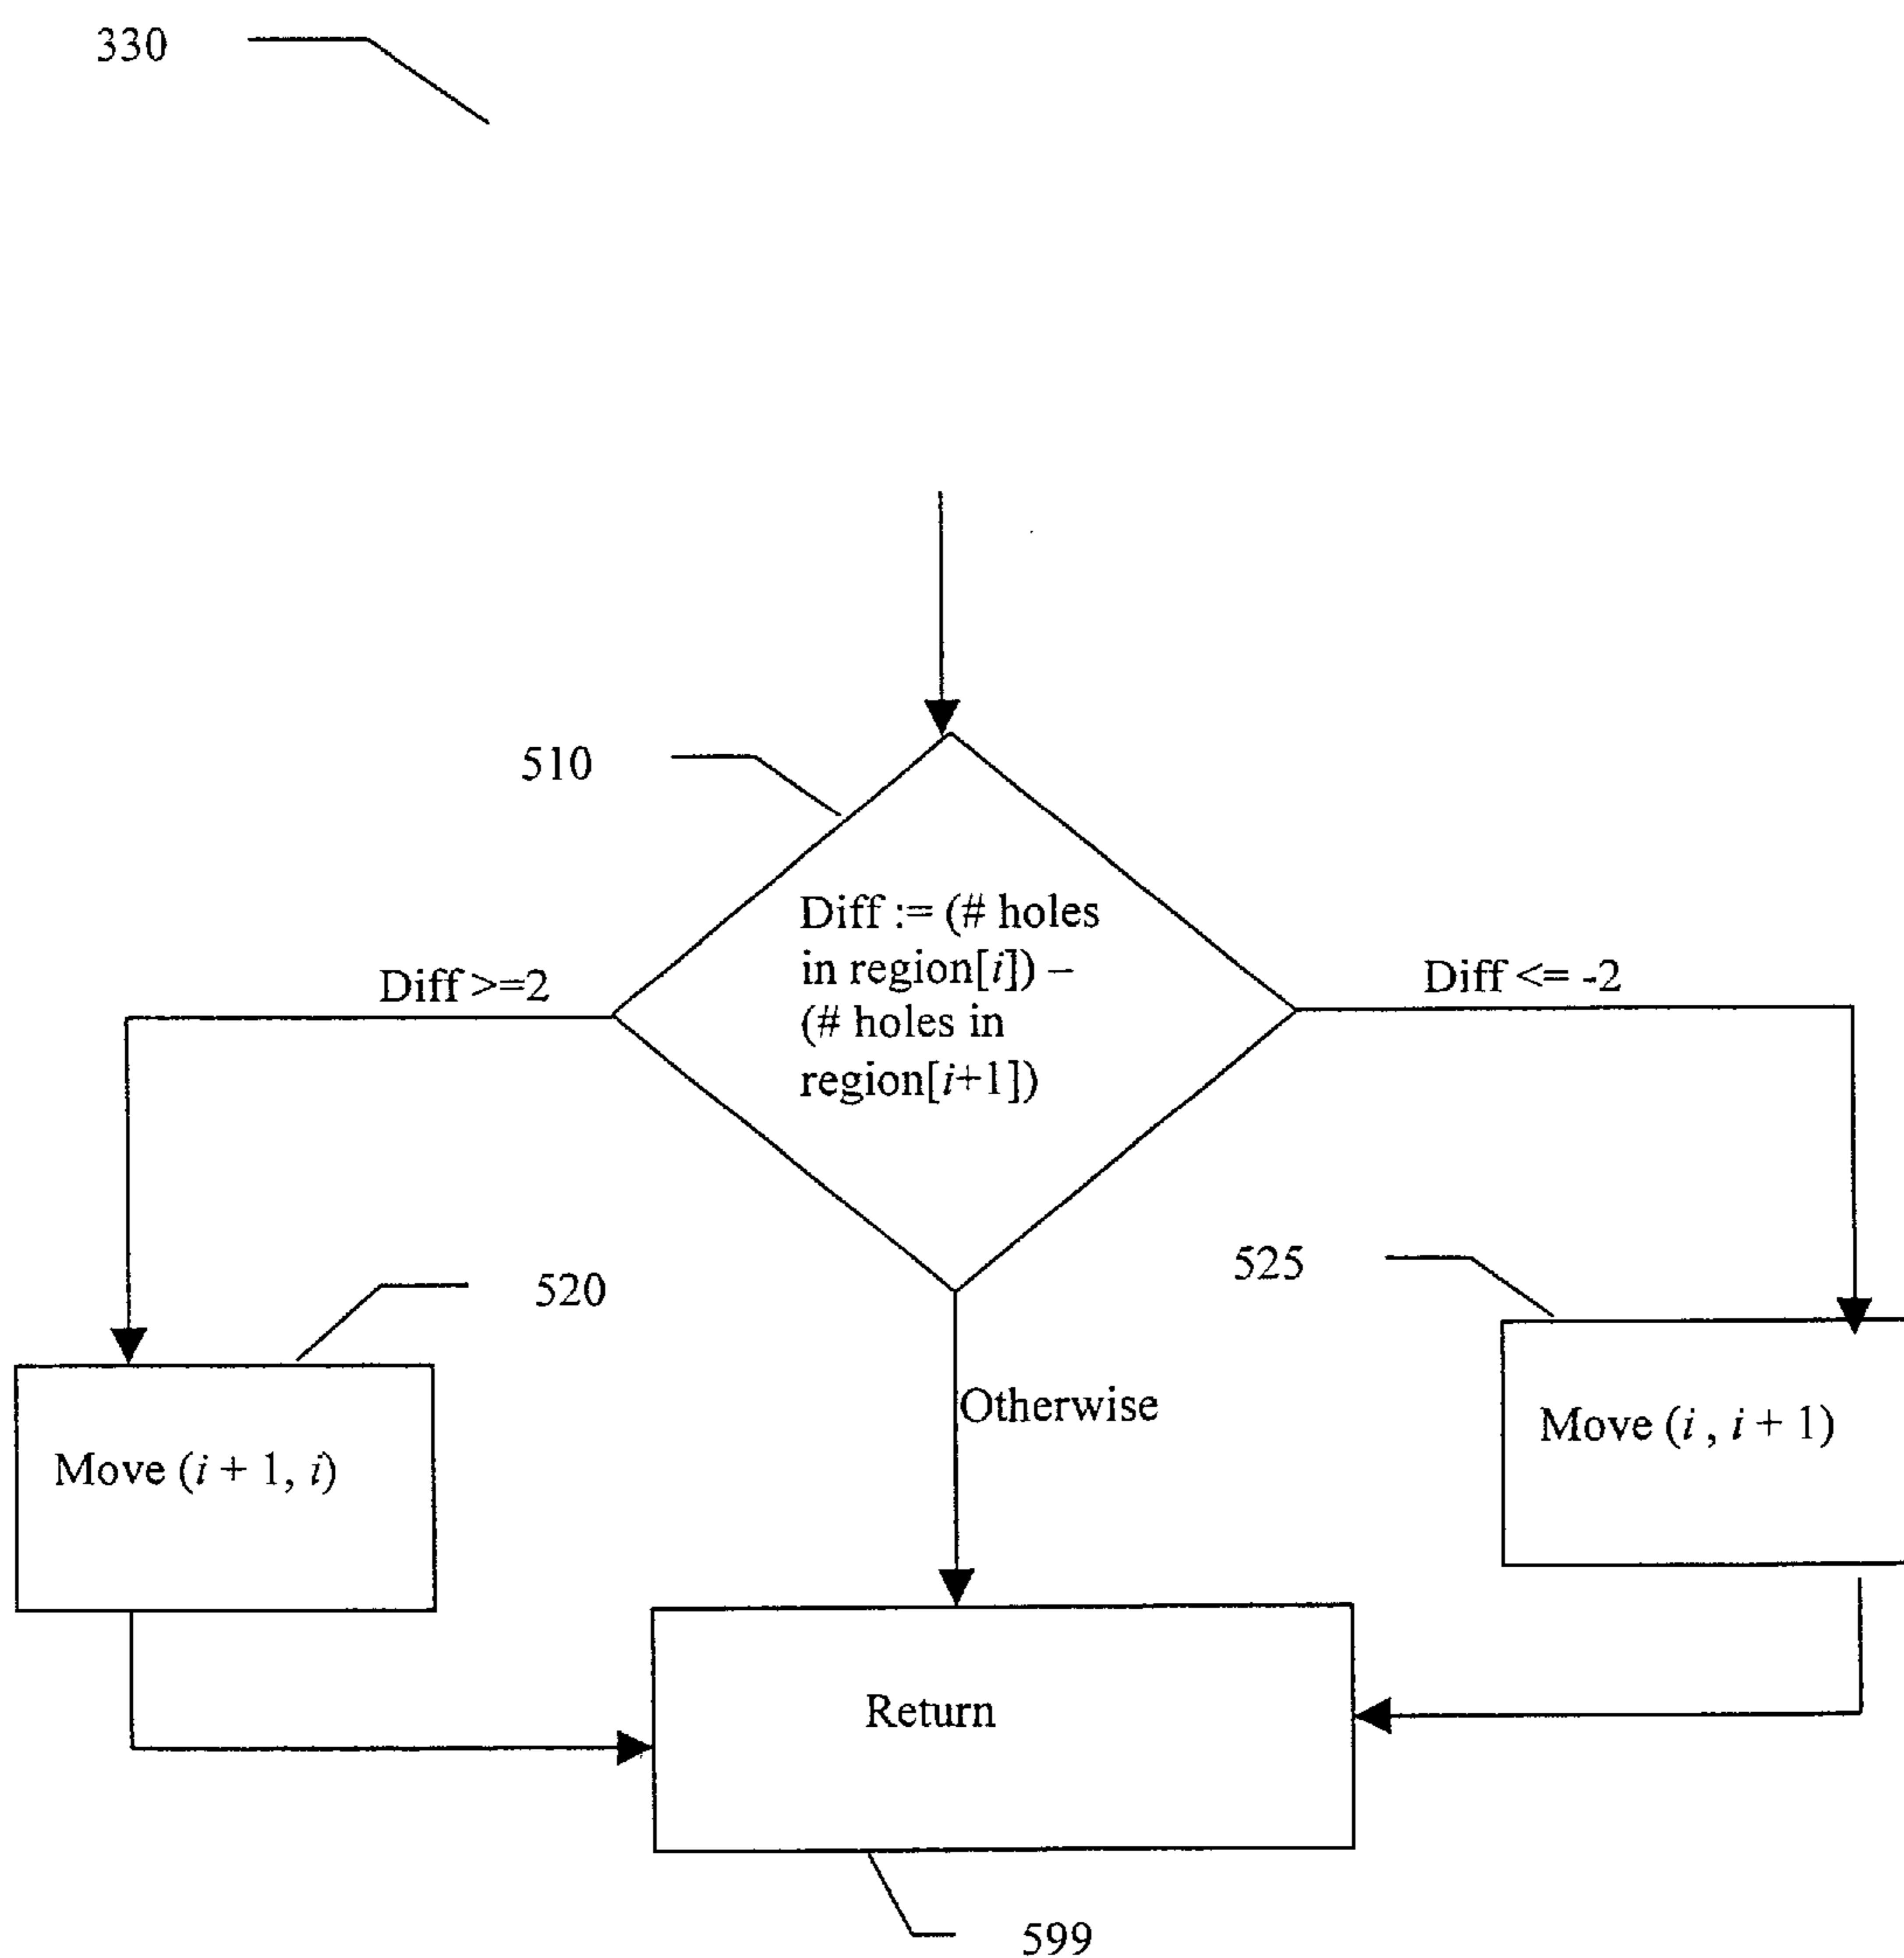 330
510
Diff := (# holes
in region[i]) –
(# holes in
region[i+1])
Diff >=2
Diff <= -2
520
525
Move (i + 1, i)
Otherwise
Move (i , i + 1)
Return
599